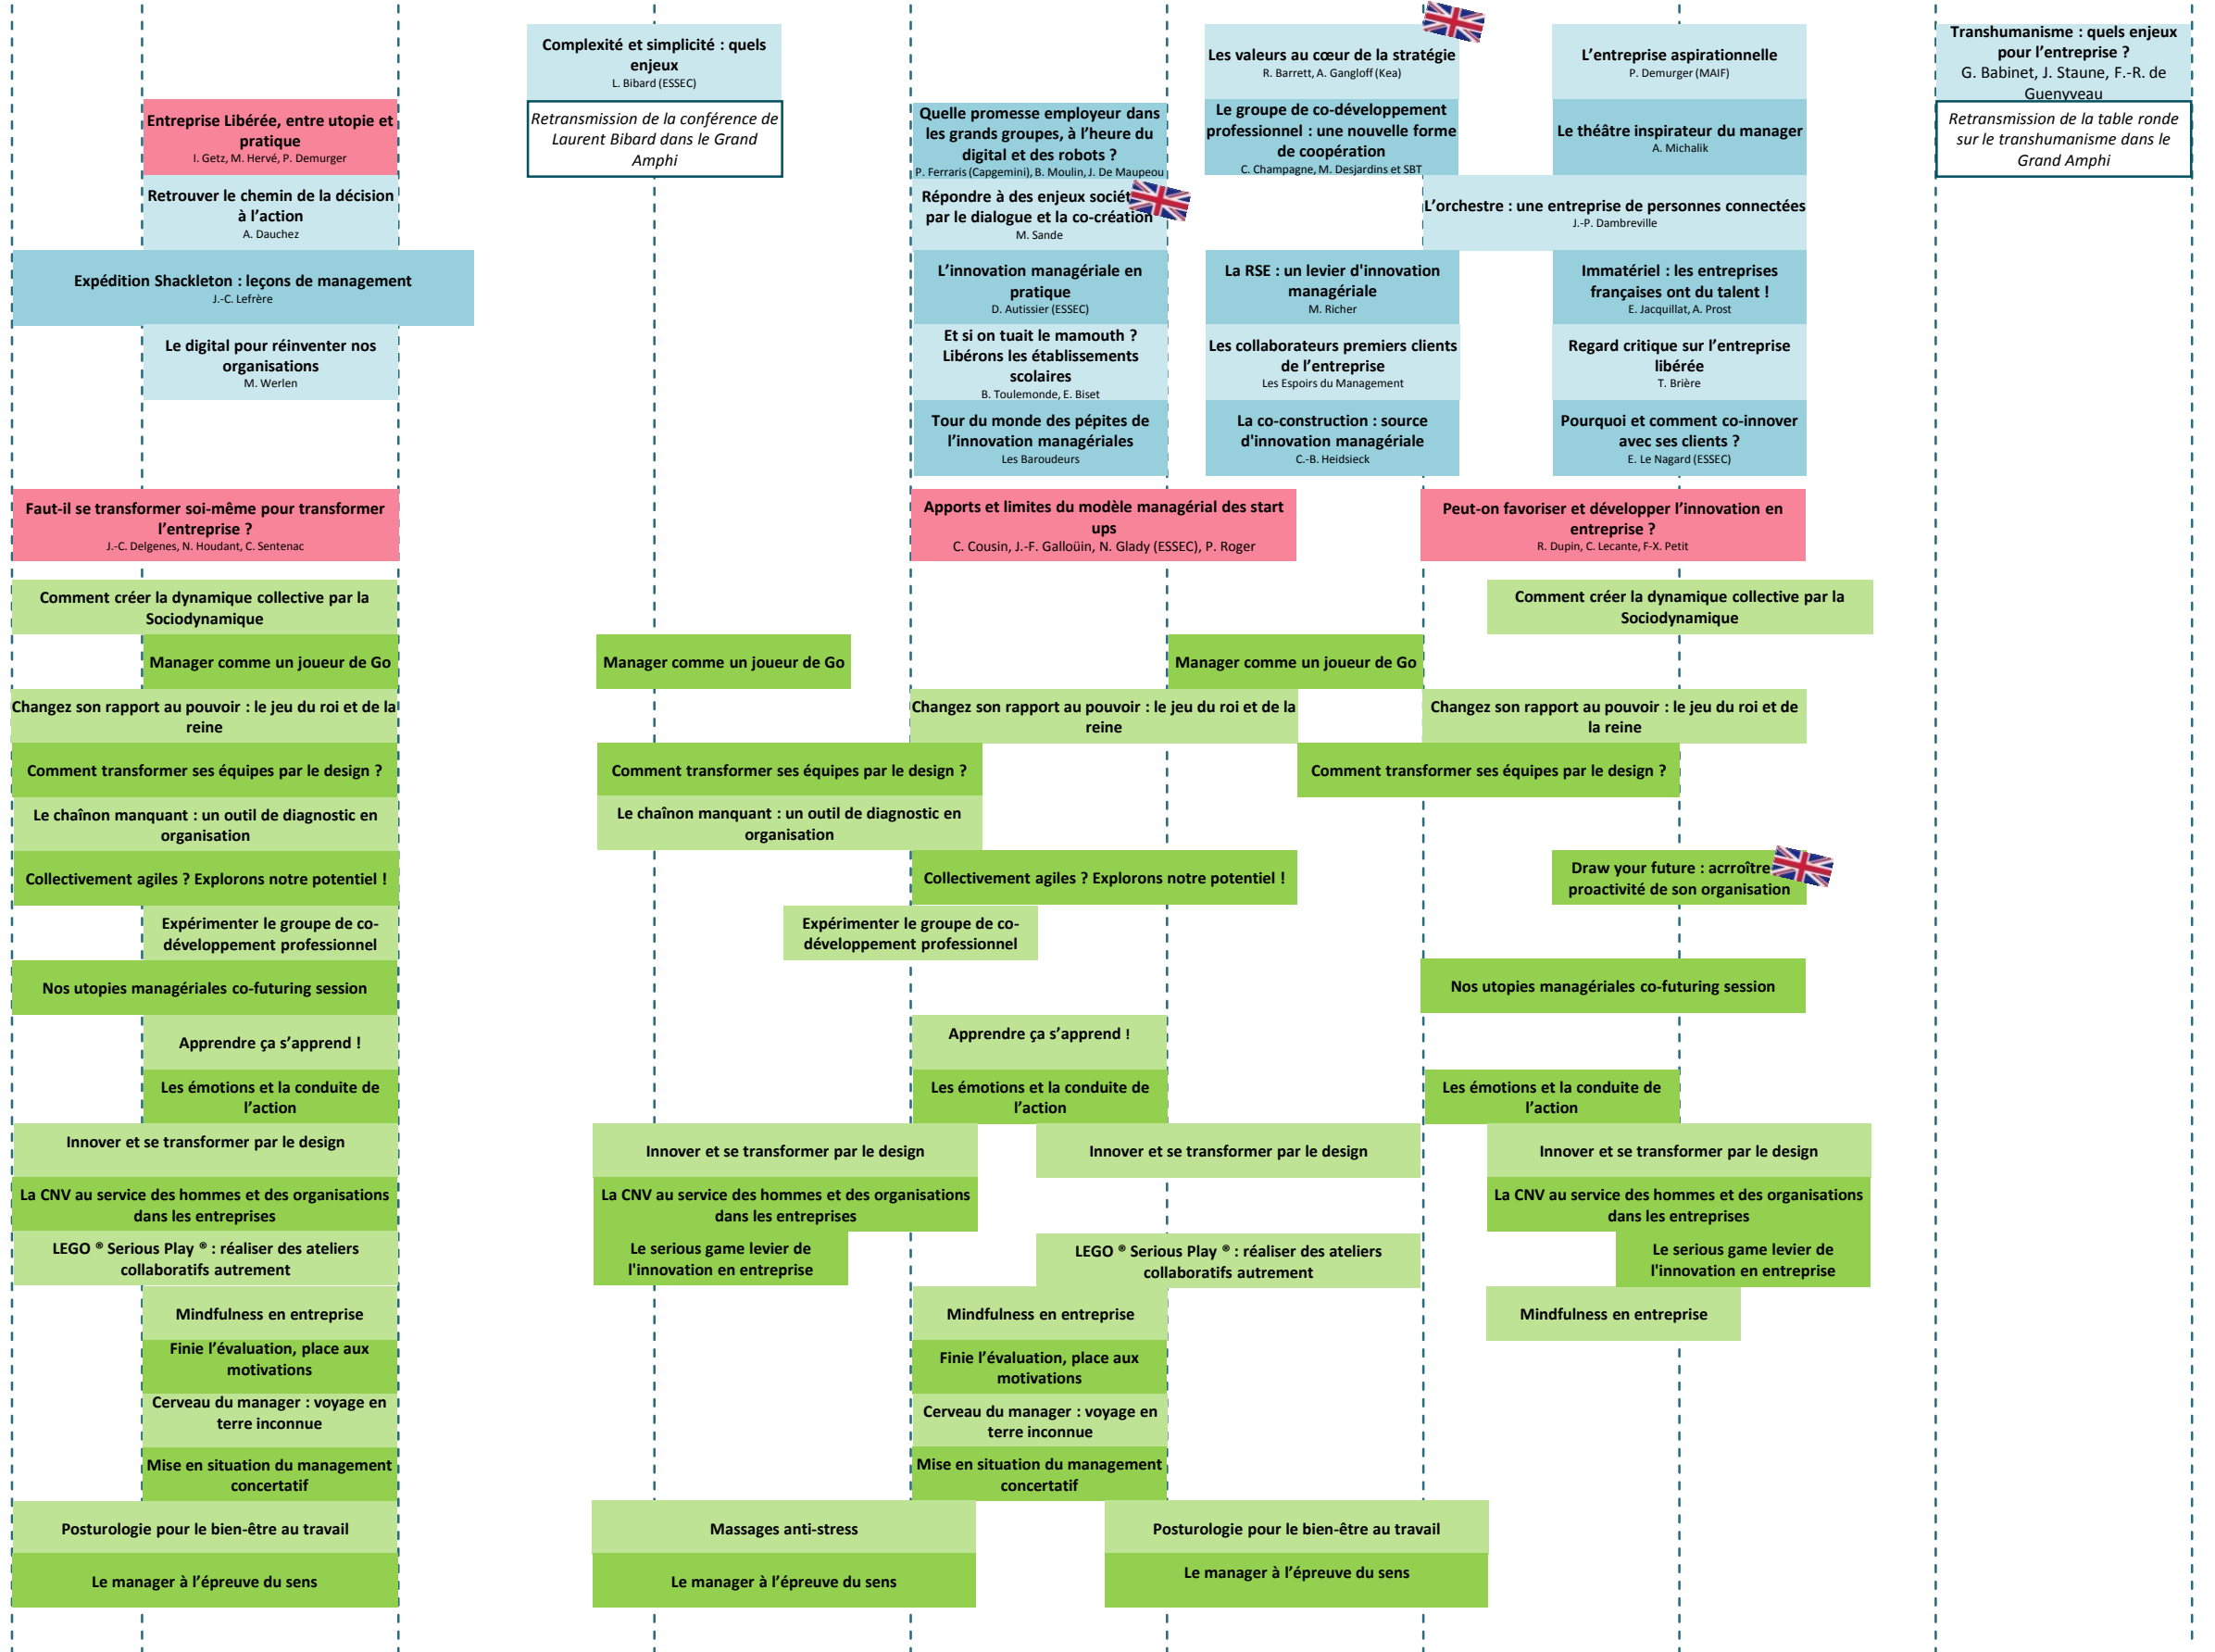 Complexité et simplicité : quels
enjeux
L. Bibard (ESSEC)
Les valeurs au cœur de la stratégie
R. Barrett, A. Gangloff (Kea)
L’entreprise aspirationnelle
P. Demurger (MAIF)
Transhumanisme : quels enjeux
pour l’entreprise ?
G. Babinet, J. Staune, F.-R. de
Guenyveau
Entreprise Libérée, entre utopie et
pratique
I. Getz, M. Hervé, P. Demurger
Retransmission de la conférence de
Laurent Bibard dans le Grand
Amphi
Quelle promesse employeur dans
les grands groupes, à l’heure du
digital et des robots ?
P. Ferraris (Capgemini), B. Moulin, J. De Maupeou
Le groupe de co-développement
professionnel : une nouvelle forme
de coopération
C. Champagne, M. Desjardins et SBT
Le théâtre inspirateur du manager
A. Michalik
Retransmission de la table ronde
sur le transhumanisme dans le
Grand Amphi
Retrouver le chemin de la décision
à l’action
A. Dauchez
Répondre à des enjeux
par le dialogue et la co-création
M. Sande
L’orchestre : une entreprise de personnes connectées
J.-P. Dambreville
Expédition Shackleton : leçons de management
J.-C. Lefrère
L’innovation managériale en
pratique
D. Autissier (ESSEC)
La RSE : un levier d'innovation
managériale
M. Richer
Immatériel : les entreprises
françaises ont du talent !
E. Jacquillat, A. Prost
Le digital pour réinventer nos
organisations
M. Werlen
Et si on tuait le mamouth ?
Libérons les établissements
scolaires
B. Toulemonde, E. Biset
Les collaborateurs premiers clients
de l’entreprise
Les Espoirs du Management
Regard critique sur l’entreprise
libérée
T. Brière
Tour du monde des pépites de
l’innovation managériales
Les Baroudeurs
La co-construction : source
d'innovation managériale
C.-B. Heidsieck
Pourquoi et comment co-innover
avec ses clients ?
E. Le Nagard (ESSEC)
Faut-il se transformer soi-même pour transformer
l’entreprise ?
J.-C. Delgenes, N. Houdant, C. Sentenac
Apports et limites du modèle managérial des start
ups
C. Cousin, J.-F. Galloüin, N. Glady (ESSEC), P. Roger
Peut-on favoriser et développer l’innovation en
entreprise ?
R. Dupin, C. Lecante, F-X. Petit
Comment créer la dynamique collective par la
Sociodynamique
Comment créer la dynamique collective par la
Sociodynamique
Manager comme un joueur de Go
Manager comme un joueur de Go
Manager comme un joueur de Go
Changez son rapport au pouvoir : le jeu du roi et de la
reine
Changez son rapport au pouvoir : le jeu du roi et de la
reine
Changez son rapport au pouvoir : le jeu du roi et de
la reine
Comment transformer ses équipes par le design ?
Comment transformer ses équipes par le design ?
Comment transformer ses équipes par le design ?
Le chaînon manquant : un outil de diagnostic en
organisation
Le chaînon manquant : un outil de diagnostic en
organisation
Collectivement agiles ? Explorons notre potentiel !
Collectivement agiles ? Explorons notre potentiel !
Draw your future : acrroître
proactivité de son organisation
Expérimenter le groupe de co-
développement professionnel
Expérimenter le groupe de co-
développement professionnel
Nos utopies managériales co-futuring session
Nos utopies managériales co-futuring session
Apprendre ça s’apprend !
Apprendre ça s’apprend !
Les émotions et la conduite de
l’action
Les émotions et la conduite de
l’action
Les émotions et la conduite de
l’action
Innover et se transformer par le design
Innover et se transformer par le design
Innover et se transformer par le design
Innover et se transformer par le design
La CNV au service des hommes et des organisations
dans les entreprises
La CNV au service des hommes et des organisations
dans les entreprises
La CNV au service des hommes et des organisations
dans les entreprises
LEGO ® Serious Play ® : réaliser des ateliers
collaboratifs autrement
Le serious game levier de
l'innovation en entreprise
LEGO ® Serious Play ® : réaliser des ateliers
collaboratifs autrement
Le serious game levier de
l'innovation en entreprise
Mindfulness en entreprise
Mindfulness en entreprise
Mindfulness en entreprise
Finie l’évaluation, place aux
motivations
Finie l’évaluation, place aux
motivations
Cerveau du manager : voyage en
terre inconnue
Cerveau du manager : voyage en
terre inconnue
Mise en situation du management
concertatif
Mise en situation du management
concertatif
Posturologie pour le bien-être au travail
Massages anti-stress
Posturologie pour le bien-être au travail
Le manager à l’épreuve du sens
Le manager à l’épreuve du sens
Le manager à l’épreuve du sens